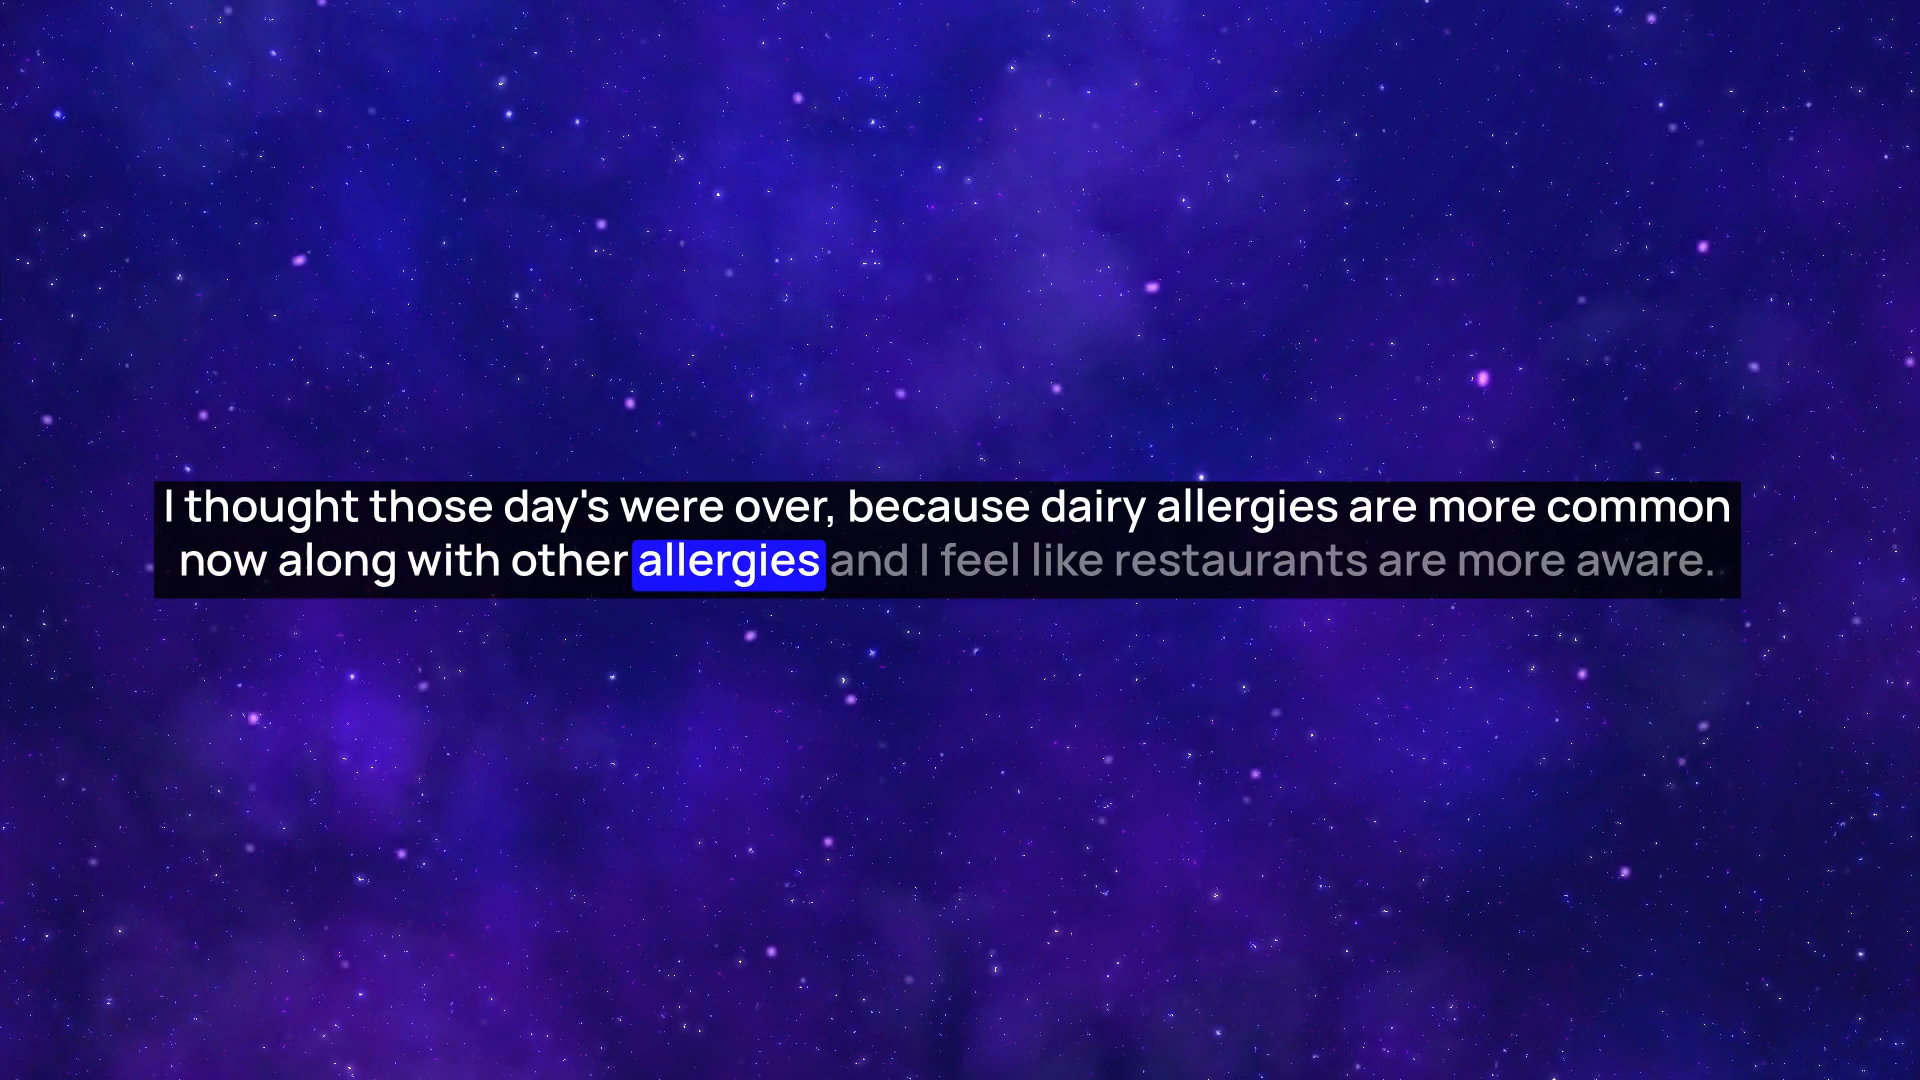 I thought those day's were over, because dairy allergies are more common
now along with other allergies and I feel like restaurants are more aware.